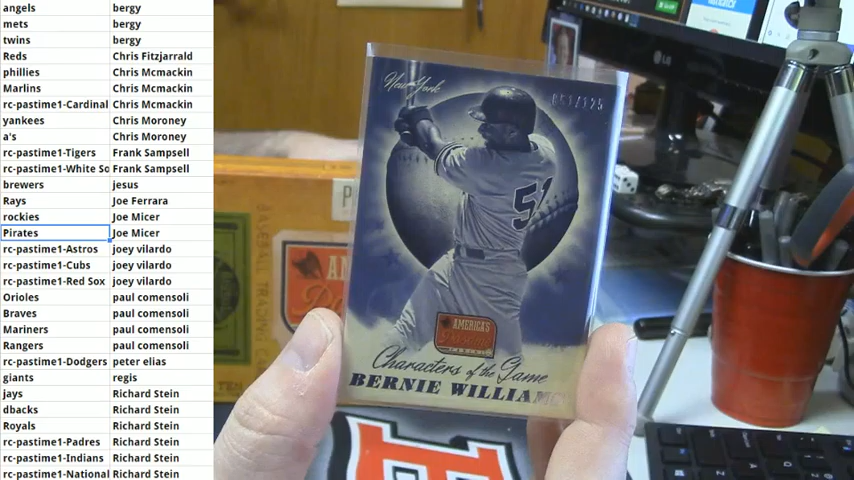 angels bergy
mets bergy
twins bergy
Reds Chris Fitzjarrald
phillies Chris Mcmackin
Marlins Chris Mcmackin
rc-pastime1-Cardinal Chris Mcmackin
yankees Chris Moroney
a's Chris Moroney
rc-pastime1-Tigers Frank Sampsell
rc-pastime1-White So Frank Sampsell
brewers jesus
Rays Joe Ferrara
rockies Joe Micer
Pirates Joe Micer
rc-pastime1-Astros joey vilardo
rc-pastime1-Cubs joey vilardo
rc-pastime1-Red Sox joey vilardo
Orioles paul comensoli
Braves paul comensoli
Mariners paul comensoli
Rangers paul comensoli
rc-pastime1-Dodgers peter elias
giants regis
jays Richard Stein
dbacks Richard Stein
Royals Richard Stein
rc-pastime1-Padres Richard Stein
rc-pastime1-Indians Richard Stein
rc-pastime1-National Richard Stein
New York
051/125
51
AMERICA'S
Pastime
Characters of the Game
BERNIE WILLIAMS
LG